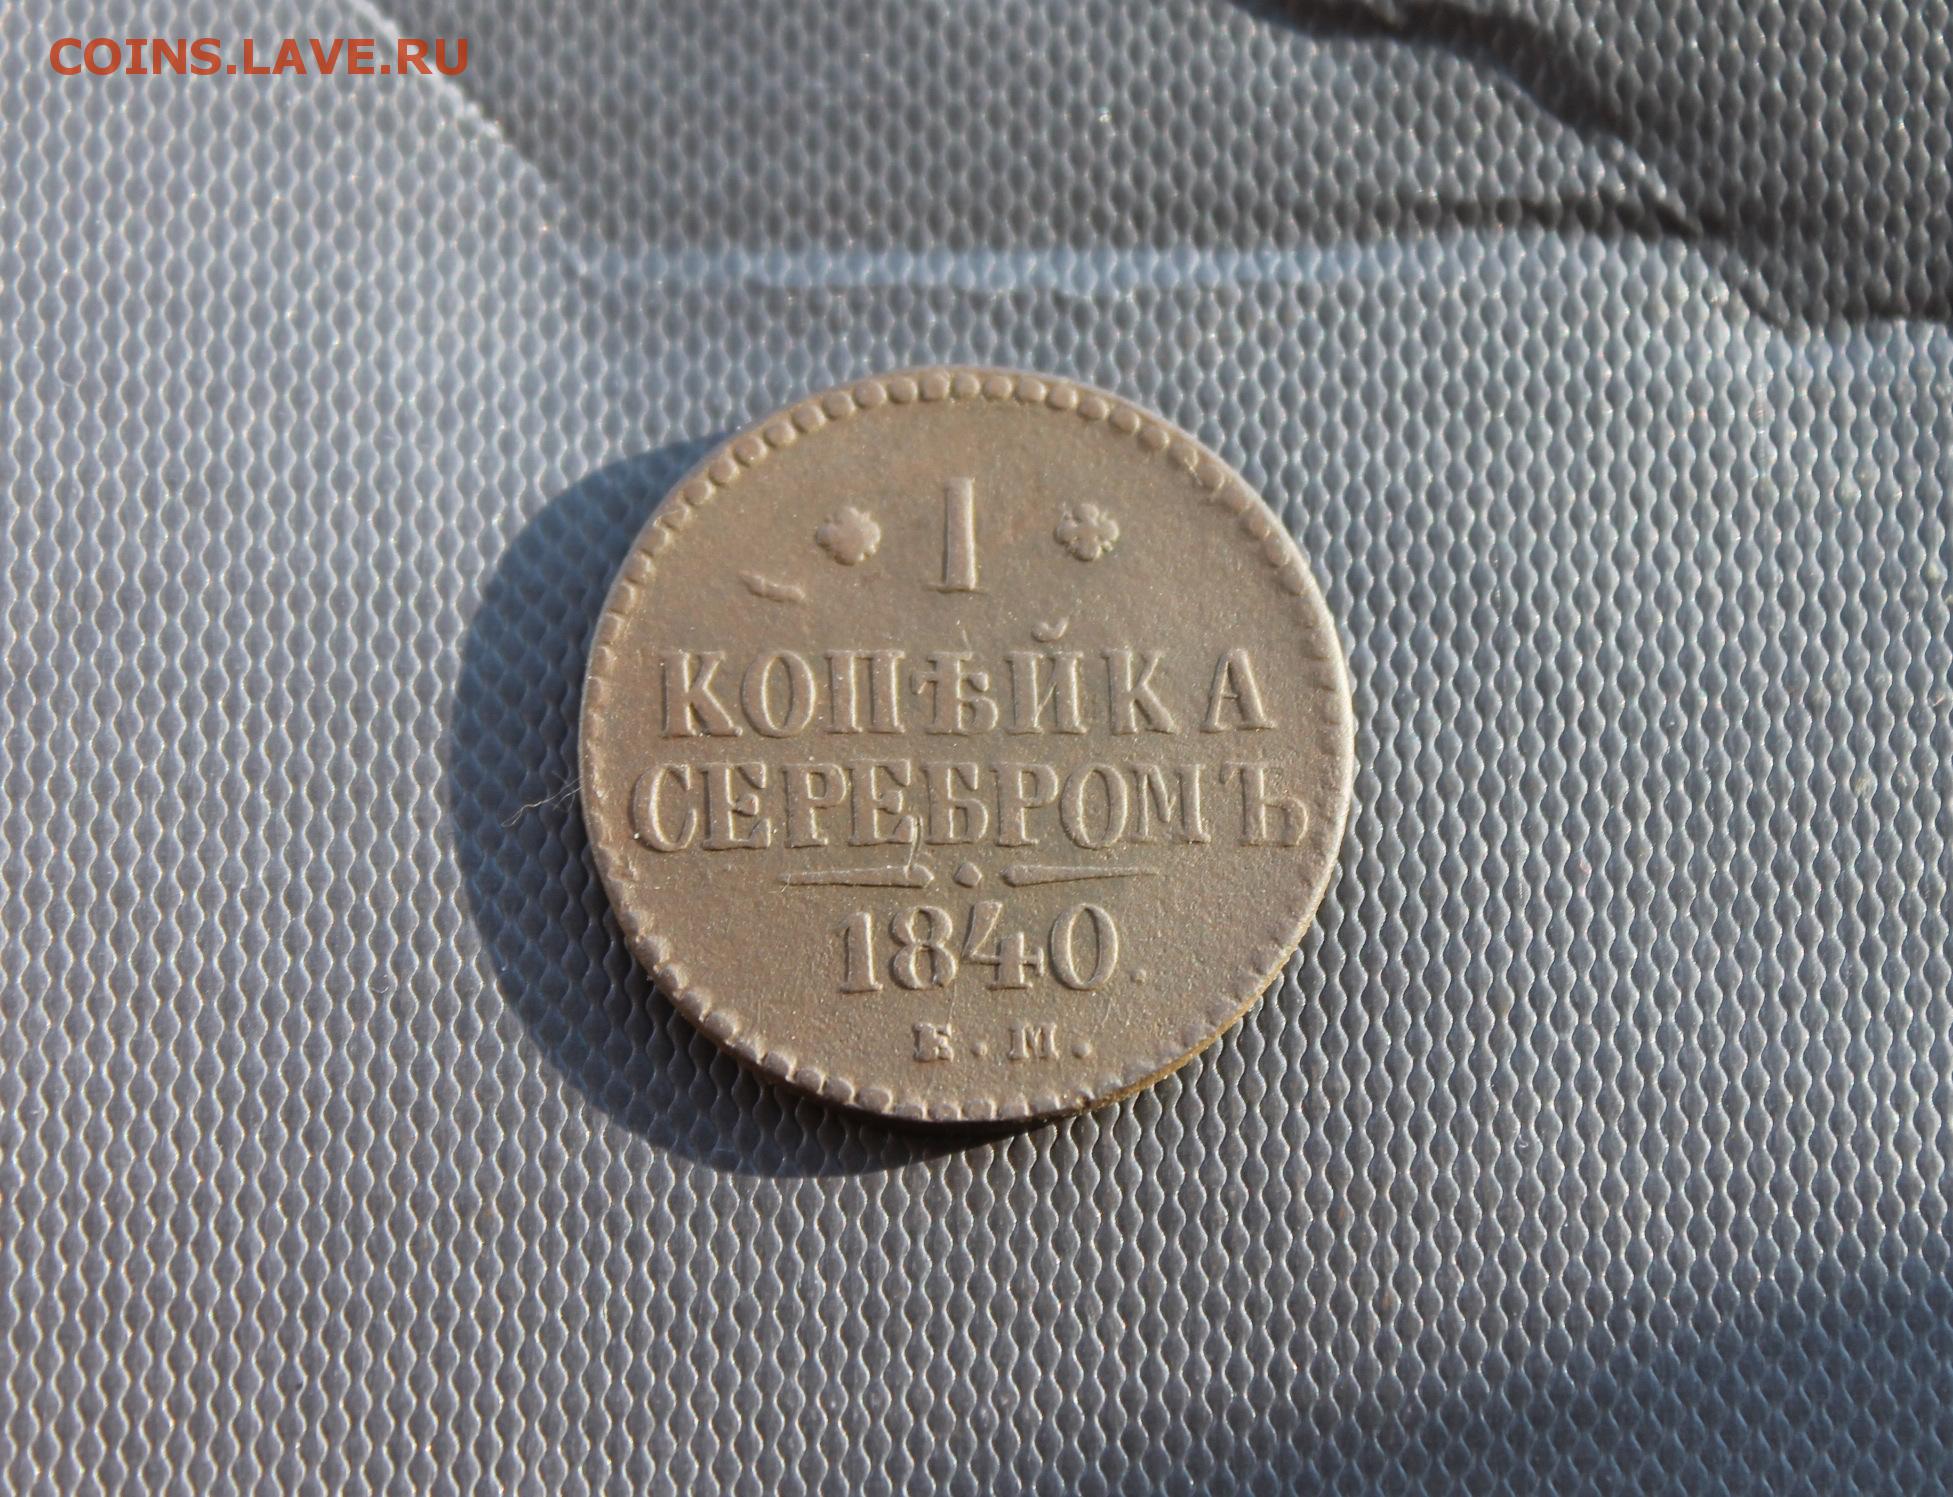 COINS.LAVE.RU
1
КОПѢЙКА
СЕРЕБРОМЪ
1840.
Е.М.